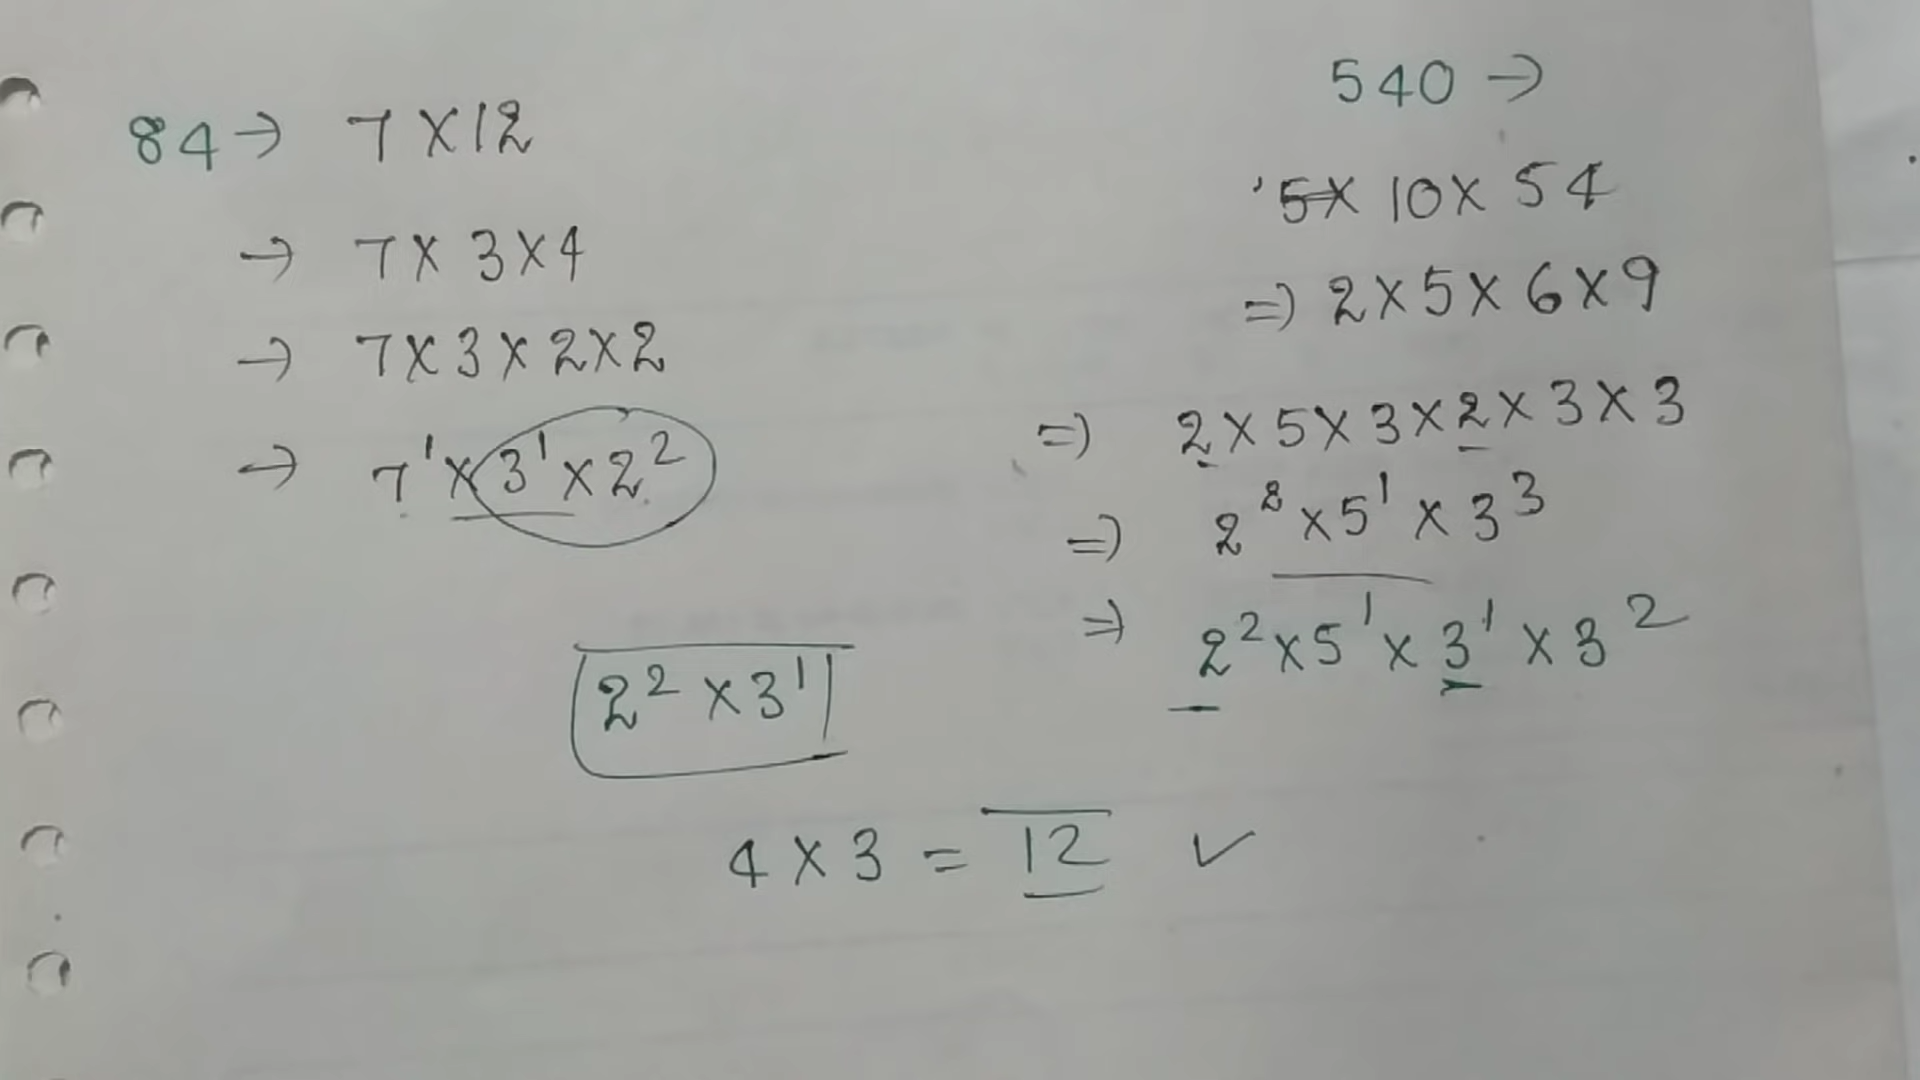 84 → 7 × 12
→ 7 × 3 × 4
→ 7 × 3 × 2 × 2
→ 7¹ × 3¹ × 2²
540 →
5× 10 × 54
⇒ 2 × 5 × 6 × 9
⇒ 2 × 5 × 3 × 2 × 3 × 3
⇒ 2² × 5¹ × 3³
⇒ 2² × 5¹ × 3¹ × 3²
2² × 3¹
4 × 3 = 12 ✓